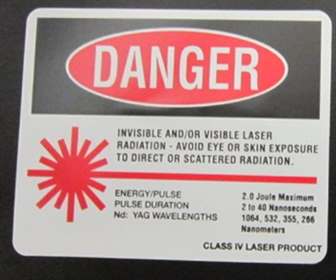 DANGER
INVISIBLE AND/OR VISIBLE LASER
RADIATION - AVOID EYE OR SKIN EXPOSURE
TO DIRECT OR SCATTERED RADIATION.
ENERGY/PULSE 2.0 Joule Maximum
PULSE DURATION 2 to 40 Nanoseconds
Nd: YAG WAVELENGTHS 1064, 532, 355, 266
Nanometers
CLASS IV LASER PRODUCT